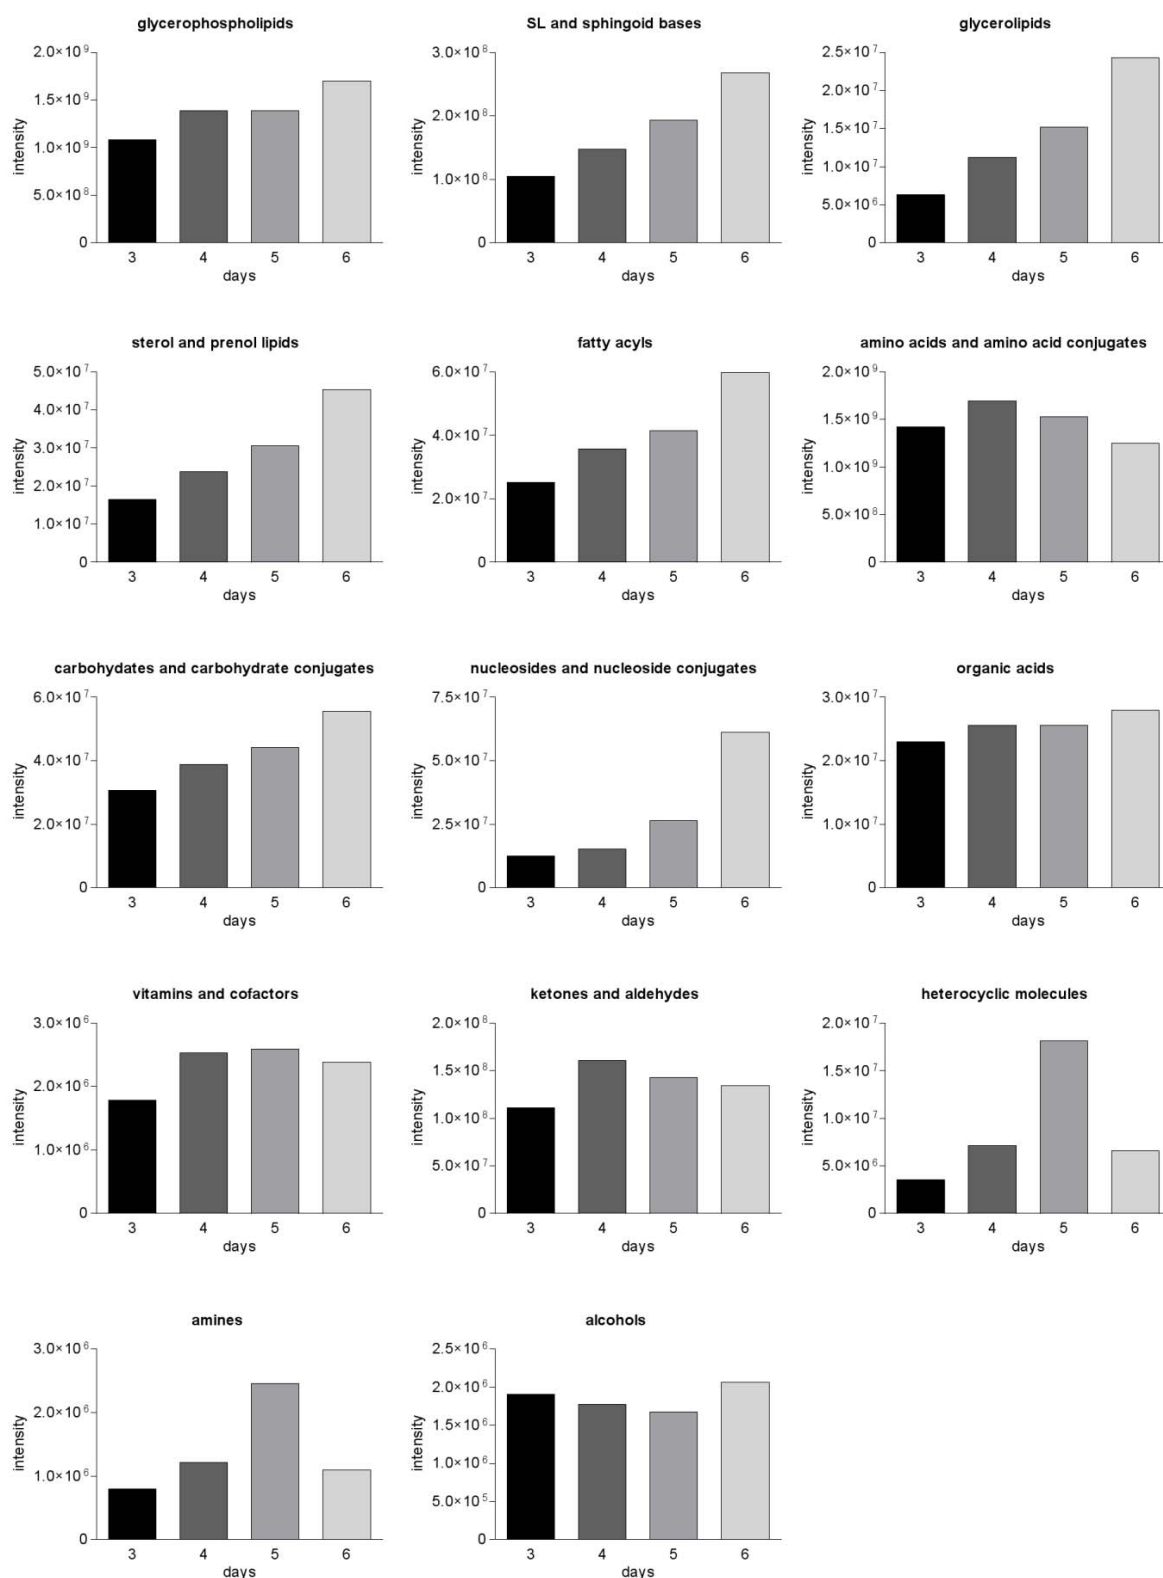 glycerophospholipids
2.0×10⁹
1.5×10⁹
1.0×10⁹
5.0×10⁸
0
intensity
3 4 5 6
days
SL and sphingoid bases
3.0×10⁸
2.0×10⁸
1.0×10⁸
0
intensity
3 4 5 6
days
glycerolipids
2.5×10⁷
2.0×10⁷
1.5×10⁷
1.0×10⁷
5.0×10⁶
0
intensity
3 4 5 6
days
sterol and prenol lipids
5.0×10⁷
4.0×10⁷
3.0×10⁷
2.0×10⁷
1.0×10⁷
0
intensity
3 4 5 6
days
fatty acyls
6.0×10⁷
4.0×10⁷
2.0×10⁷
0
intensity
3 4 5 6
days
amino acids and amino acid conjugates
2.0×10⁹
1.5×10⁹
1.0×10⁹
5.0×10⁸
0
intensity
3 4 5 6
days
carbohydates and carbohydrate conjugates
6.0×10⁷
4.0×10⁷
2.0×10⁷
0
intensity
3 4 5 6
days
nucleosides and nucleoside conjugates
7.5×10⁷
5.0×10⁷
2.5×10⁷
0
intensity
3 4 5 6
days
organic acids
3.0×10⁷
2.0×10⁷
1.0×10⁷
0
intensity
3 4 5 6
days
vitamins and cofactors
3.0×10⁶
2.0×10⁶
1.0×10⁶
0
intensity
3 4 5 6
days
ketones and aldehydes
2.0×10⁸
1.5×10⁸
1.0×10⁸
5.0×10⁷
0
intensity
3 4 5 6
days
heterocyclic molecules
2.0×10⁷
1.5×10⁷
1.0×10⁷
5.0×10⁶
0
intensity
3 4 5 6
days
amines
3.0×10⁶
2.0×10⁶
1.0×10⁶
0
intensity
3 4 5 6
days
alcohols
2.5×10⁶
2.0×10⁶
1.5×10⁶
1.0×10⁶
5.0×10⁵
0
intensity
3 4 5 6
days